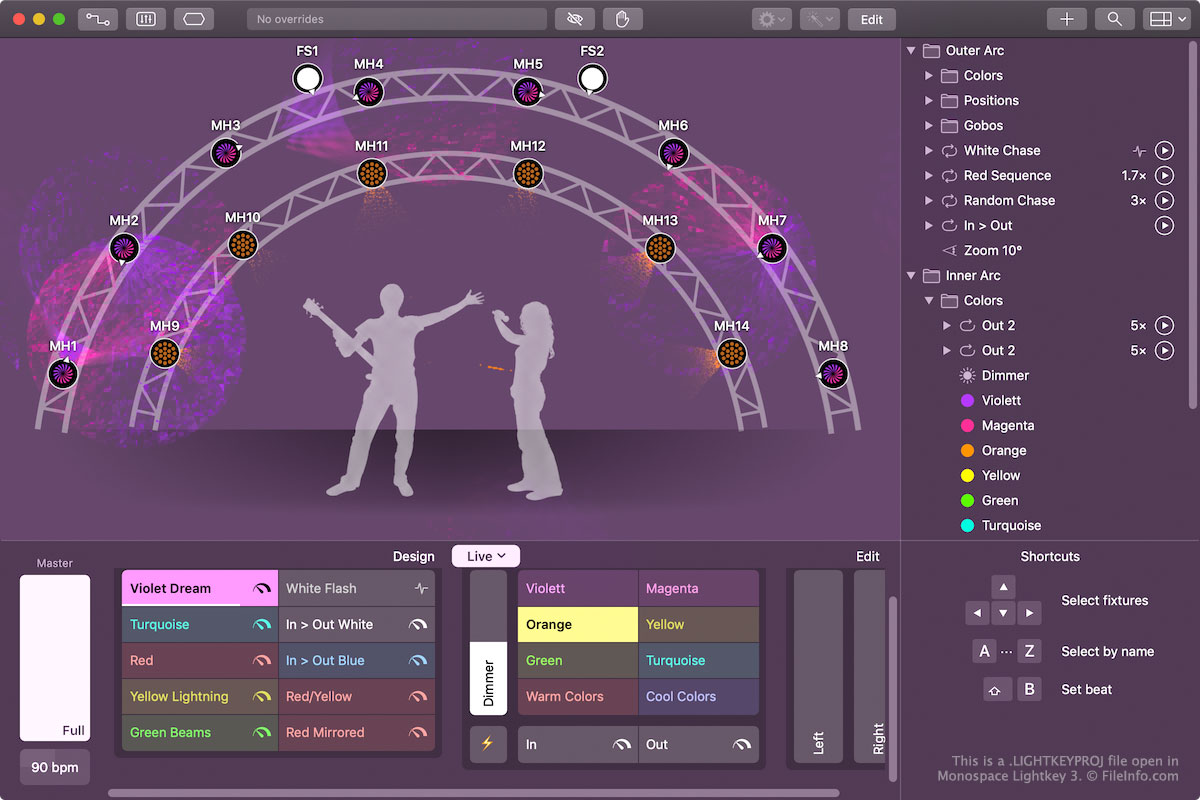 No overrides
Edit
FS1
FS2
MH4
MH5
MH3
MH6
MH11
MH12
MH2
MH10
MH13
MH7
MH9
MH14
MH1
MH8
Outer Arc
Colors
Positions
Gobos
White Chase
Red Sequence 1.7×
Random Chase 3×
In > Out
Zoom 10°
Inner Arc
Colors
Out 2 5×
Out 2 5×
Dimmer
Violett
Magenta
Orange
Yellow
Green
Turquoise
Master
Full
90 bpm
Design Live Edit
Violet Dream White Flash
Turquoise In > Out White
Red In > Out Blue
Yellow Lightning Red/Yellow
Green Beams Red Mirrored
Dimmer
Violett Magenta
Orange Yellow
Green Turquoise
Warm Colors Cool Colors
In Out
Left
Right
Shortcuts
Select fixtures
A ··· Z Select by name
B Set beat
This is a .LIGHTKEYPROJ file open in
Monospace Lightkey 3. © FileInfo.com